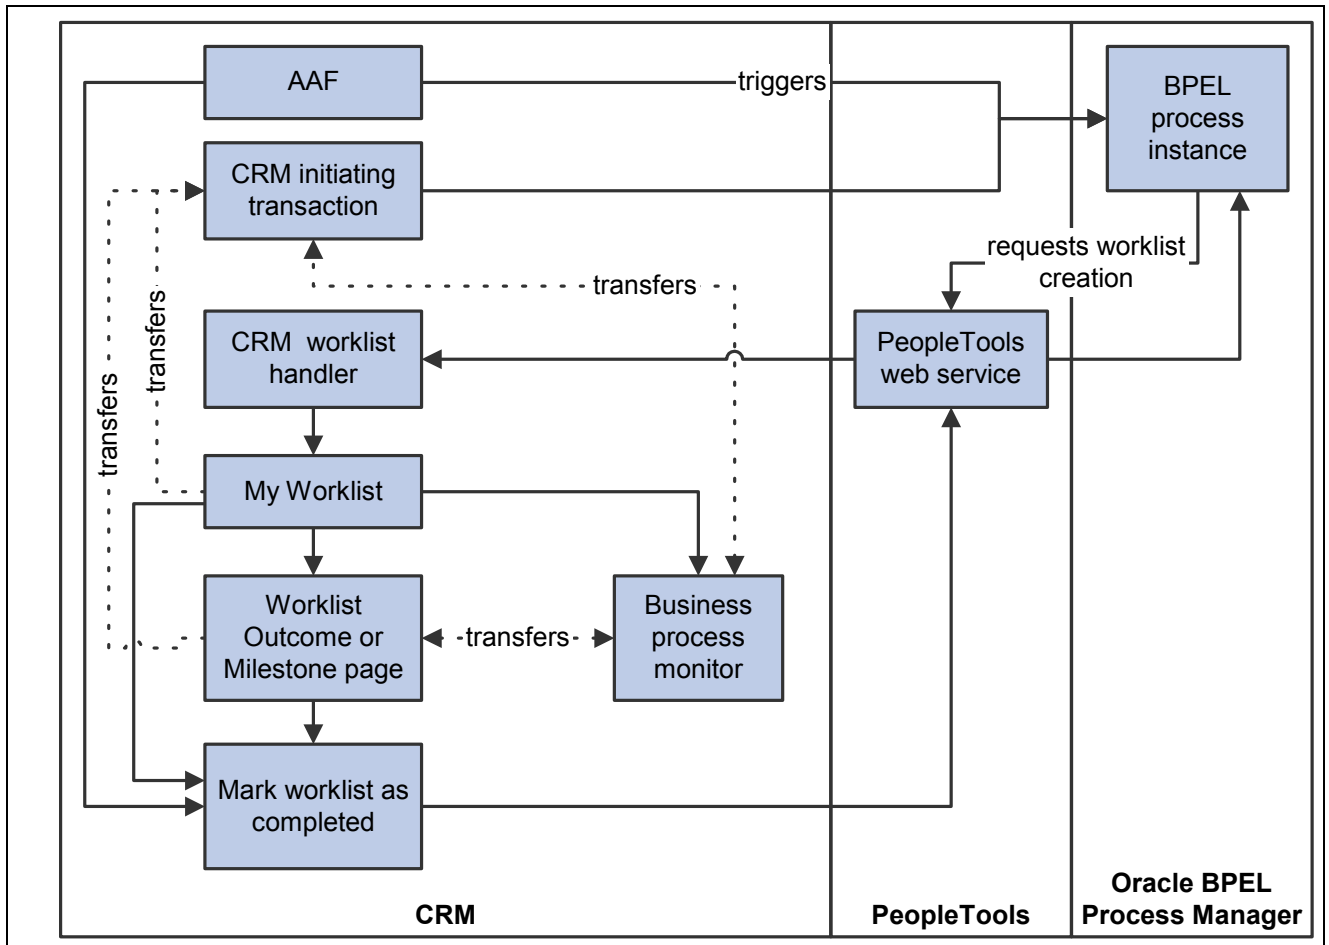 AAF
triggers
BPEL
process
instance
CRM initiating
transaction
requests worklist
creation
transfers
transfers
transfers
CRM worklist
handler
PeopleTools
web service
My Worklist
Worklist
Outcome or
Milestone page
transfers
Business
process
monitor
Mark worklist as
completed
CRM
PeopleTools
Oracle BPEL
Process Manager